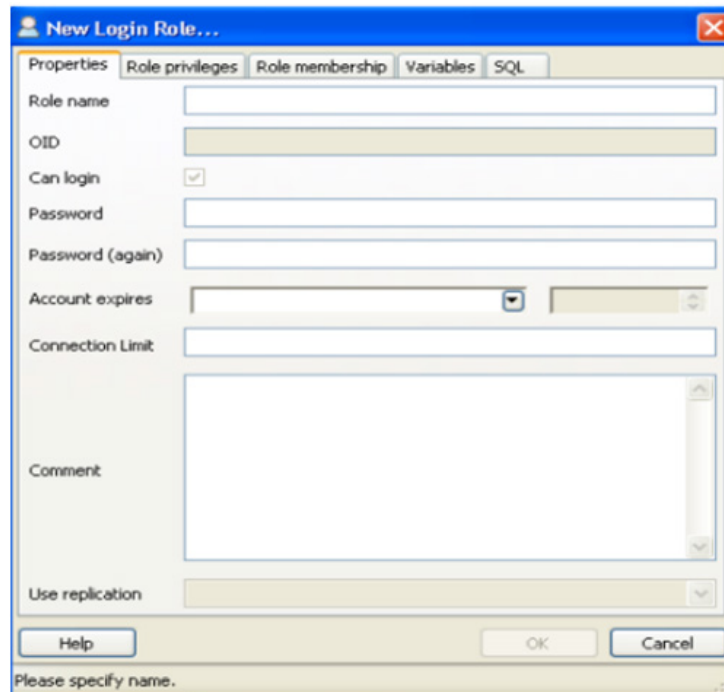 New Login Role...
Properties Role privileges Role membership Variables SQL
Role name
OID
Can login
Password
Password (again)
Account expires
Connection Limit
Comment
Use replication
Help OK Cancel
Please specify name.